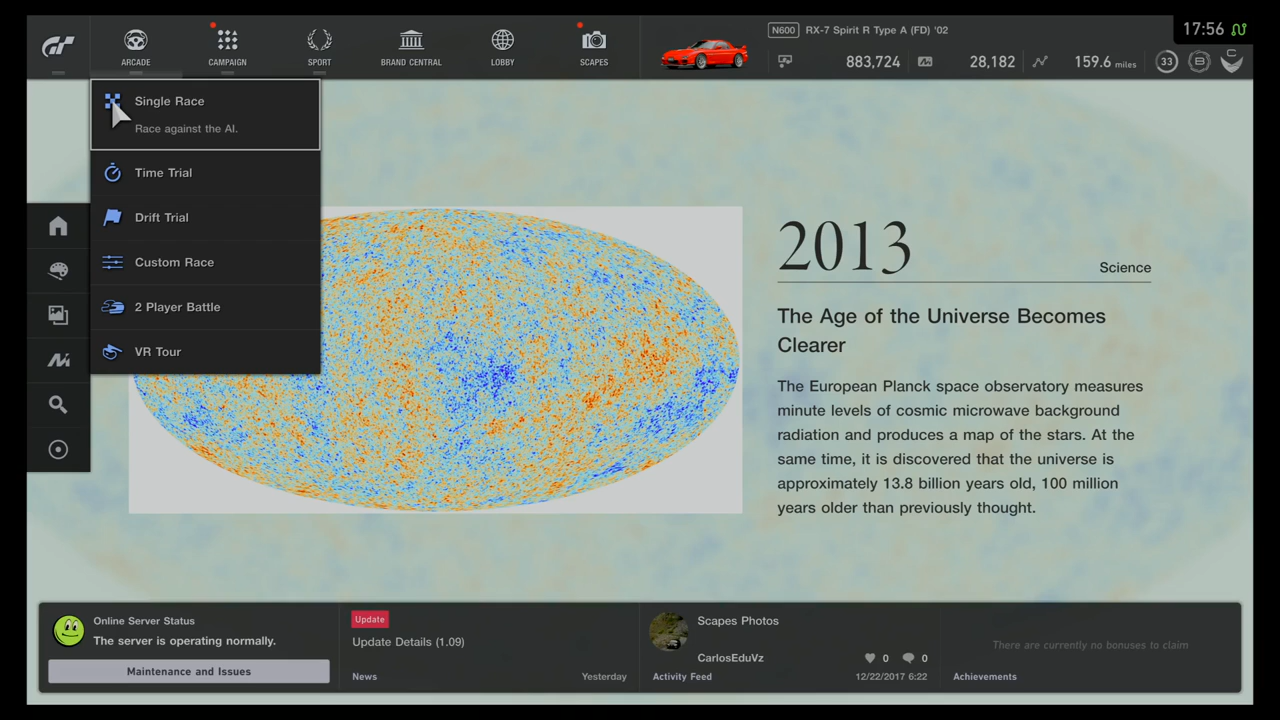 ARCADE
CAMPAIGN
SPORT
BRAND CENTRAL
LOBBY
SCAPES
N600 RX-7 Spirit R Type A (FD) '02
883,724 28,182 159.6 miles 33 B C
17:56
Single Race
Race against the AI.
Time Trial
Drift Trial
Custom Race
2 Player Battle
VR Tour
2013
Science
The Age of the Universe Becomes
Clearer
The European Planck space observatory measures
minute levels of cosmic microwave background
radiation and produces a map of the stars. At the
same time, it is discovered that the universe is
approximately 13.8 billion years old, 100 million
years older than previously thought.
Online Server Status
The server is operating normally.
Maintenance and Issues
Update
Update Details (1.09)
News Yesterday
Scapes Photos
CarlosEduVz 0 0
Activity Feed 12/22/2017 6:22
There are currently no bonuses to claim
Achievements